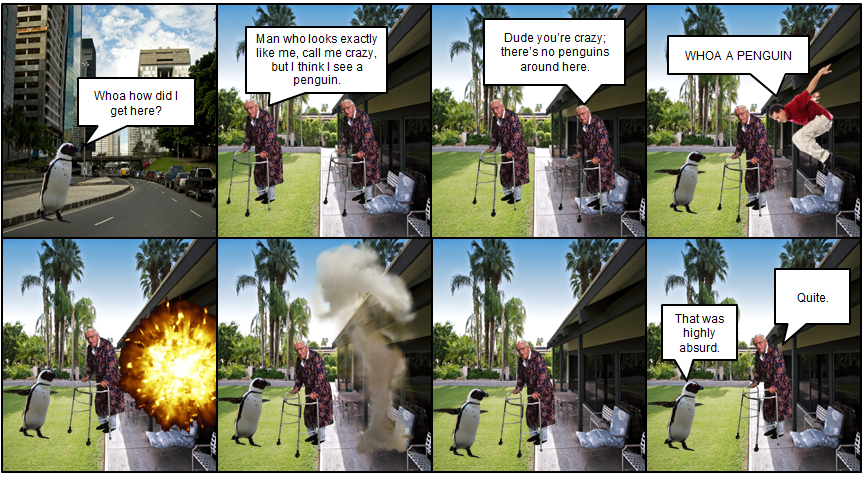 Whoa how did I
get here?
Man who looks exactly
like me, call me crazy,
but I think I see a
penguin.
Dude you're crazy;
there's no penguins
around here.
WHOA A PENGUIN
That was
highly
absurd.
Quite.